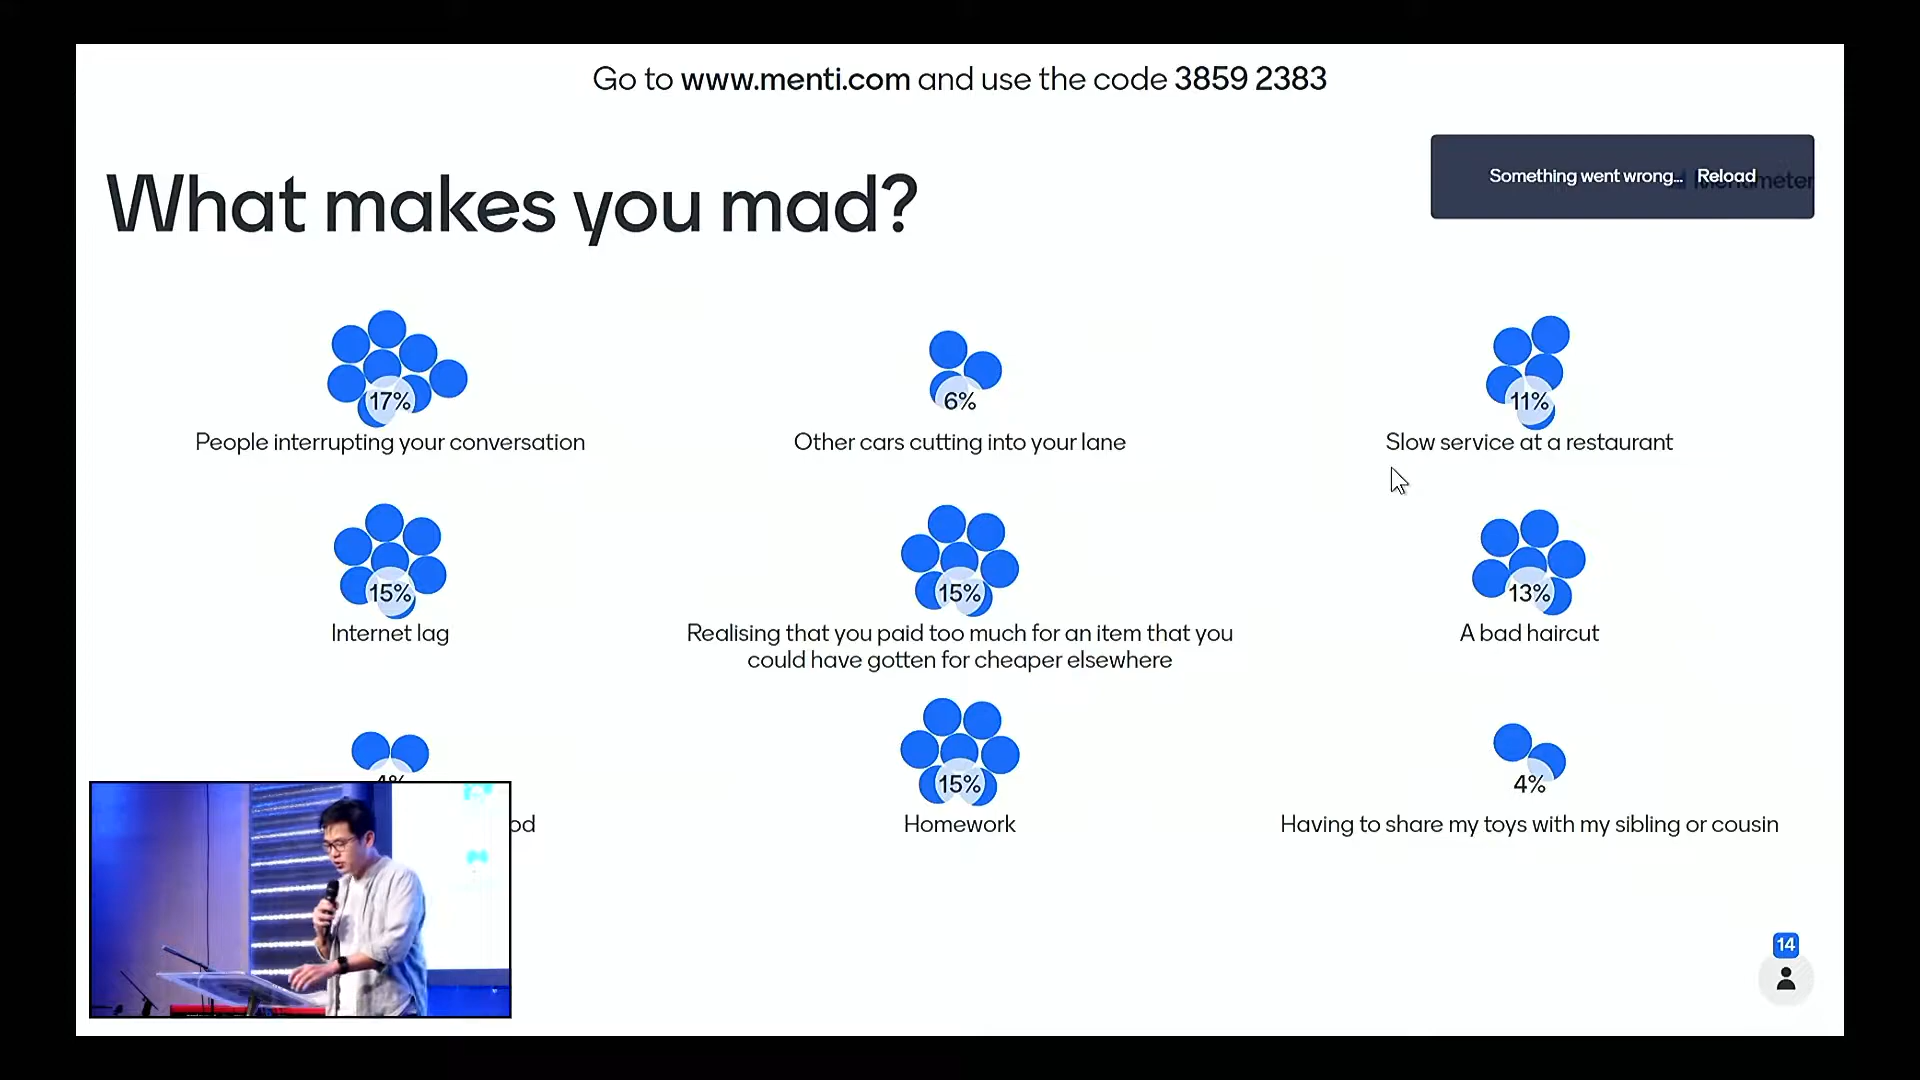 Go to www.menti.com and use the code 3859 2383
What makes you mad?
Something went wrong... Reload
17%
People interrupting your conversation
6%
Other cars cutting into your lane
11%
Slow service at a restaurant
15%
Internet lag
15%
Realising that you paid too much for an item that you
could have gotten for cheaper elsewhere
13%
A bad haircut
4%
15%
Homework
4%
Having to share my toys with my sibling or cousin
14